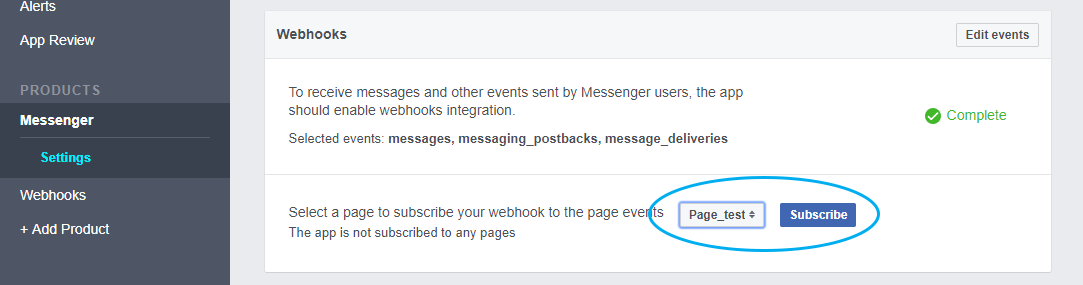 Alerts
App Review
PRODUCTS
Messenger
Settings
Webhooks
+ Add Product
Webhooks
Edit events
To receive messages and other events sent by Messenger users, the app
should enable webhooks integration.
Selected events: messages, messaging_postbacks, message_deliveries
Complete
Select a page to subscribe your webhook to the page events
Page_test
Subscribe
The app is not subscribed to any pages